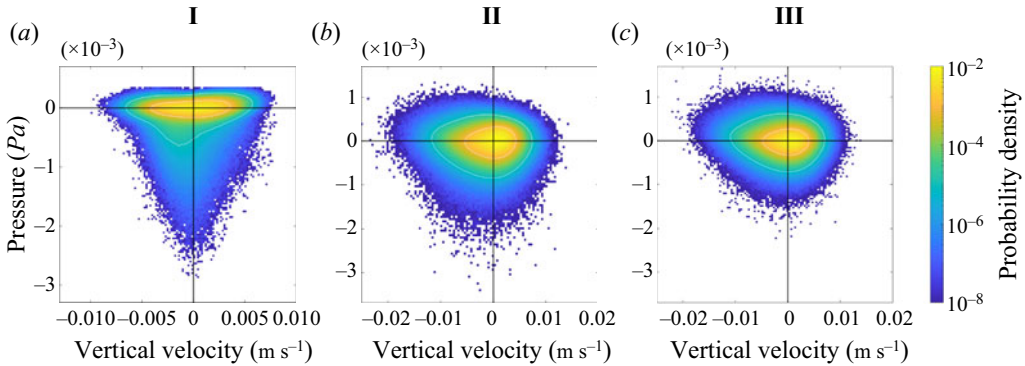 I II III
(a) (b) (c)
(×10–3) (×10–3) (×10–3)
0
–1
–2
–3
Pressure (Pa)
–0.010 –0.005 0 0.005 0.010
Vertical velocity (m s–1)
1
0
–1
–2
–3
–0.02 –0.01 0 0.01 0.02
Vertical velocity (m s–1)
1
0
–1
–2
–3
–0.02 –0.01 0 0.01 0.02
Vertical velocity (m s–1)
10–2
10–4
10–6
10–8
Probability density